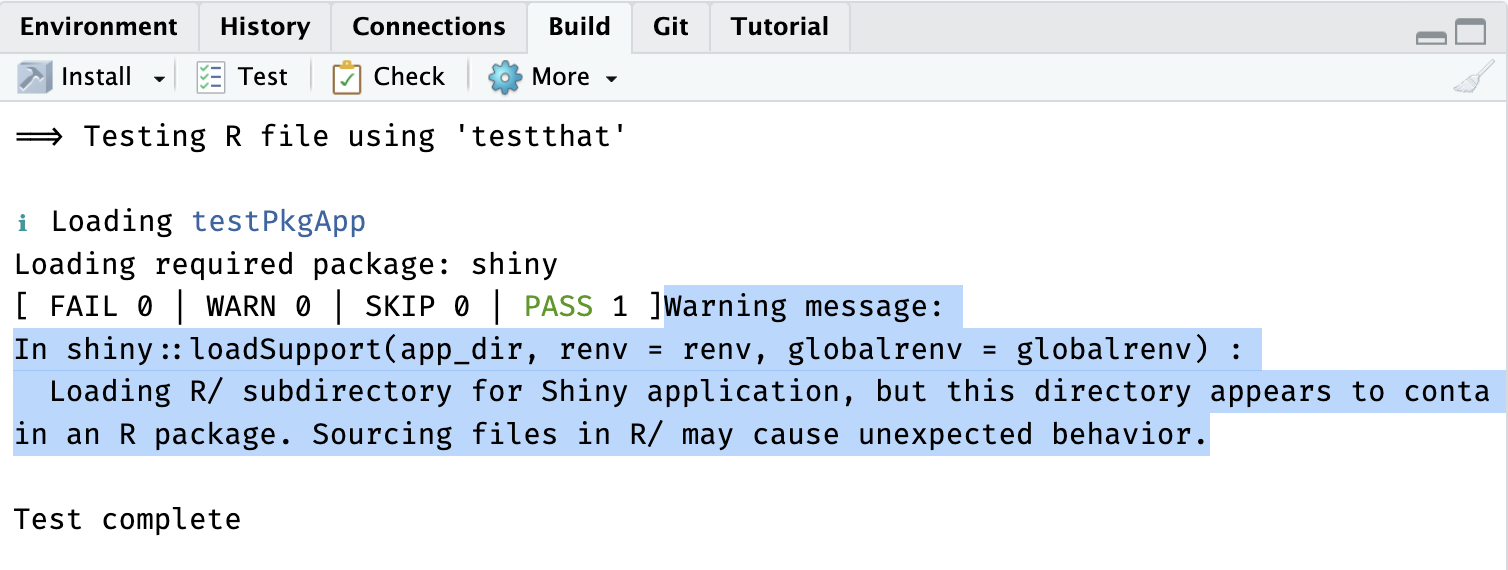 Environment History Connections Build Git Tutorial
Install Test Check More
==> Testing R file using 'testthat'
ℹ Loading testPkgApp
Loading required package: shiny
[ FAIL 0 | WARN 0 | SKIP 0 | PASS 1 ]Warning message:
In shiny::loadSupport(app_dir, renv = renv, globalrenv = globalrenv) :
Loading R/ subdirectory for Shiny application, but this directory appears to conta
in an R package. Sourcing files in R/ may cause unexpected behavior.
Test complete